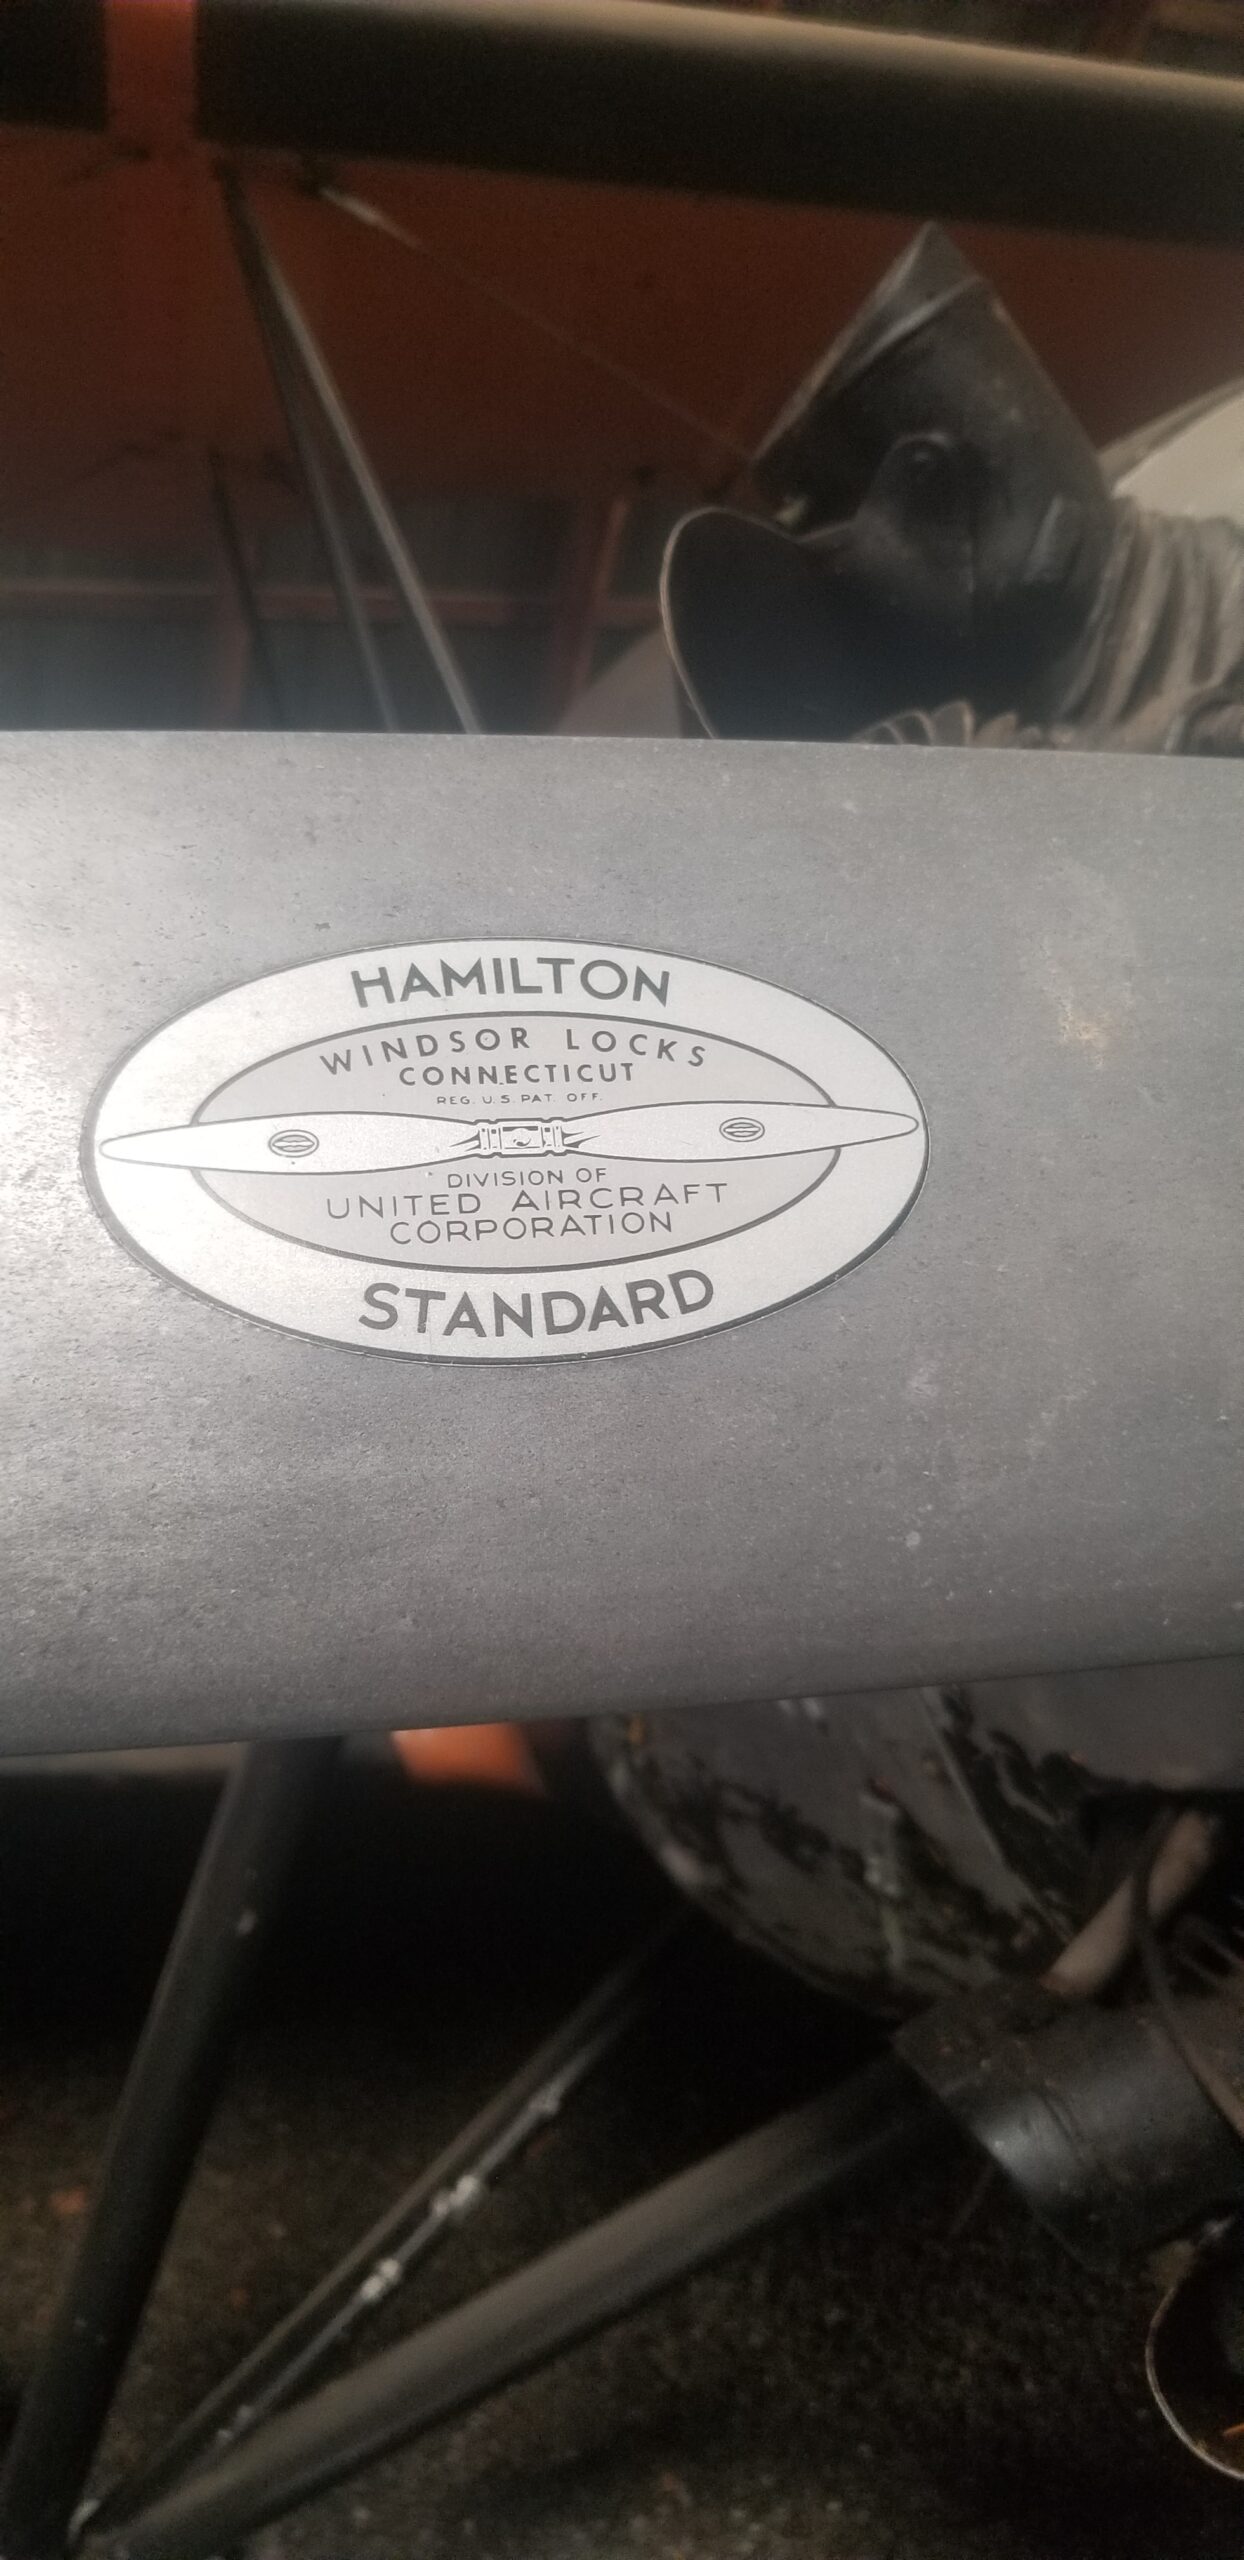 HAMILTON
WINDSOR LOCKS
CONNECTICUT
REG. U.S. PAT. OFF.
DIVISION OF
UNITED AIRCRAFT
CORPORATION
STANDARD